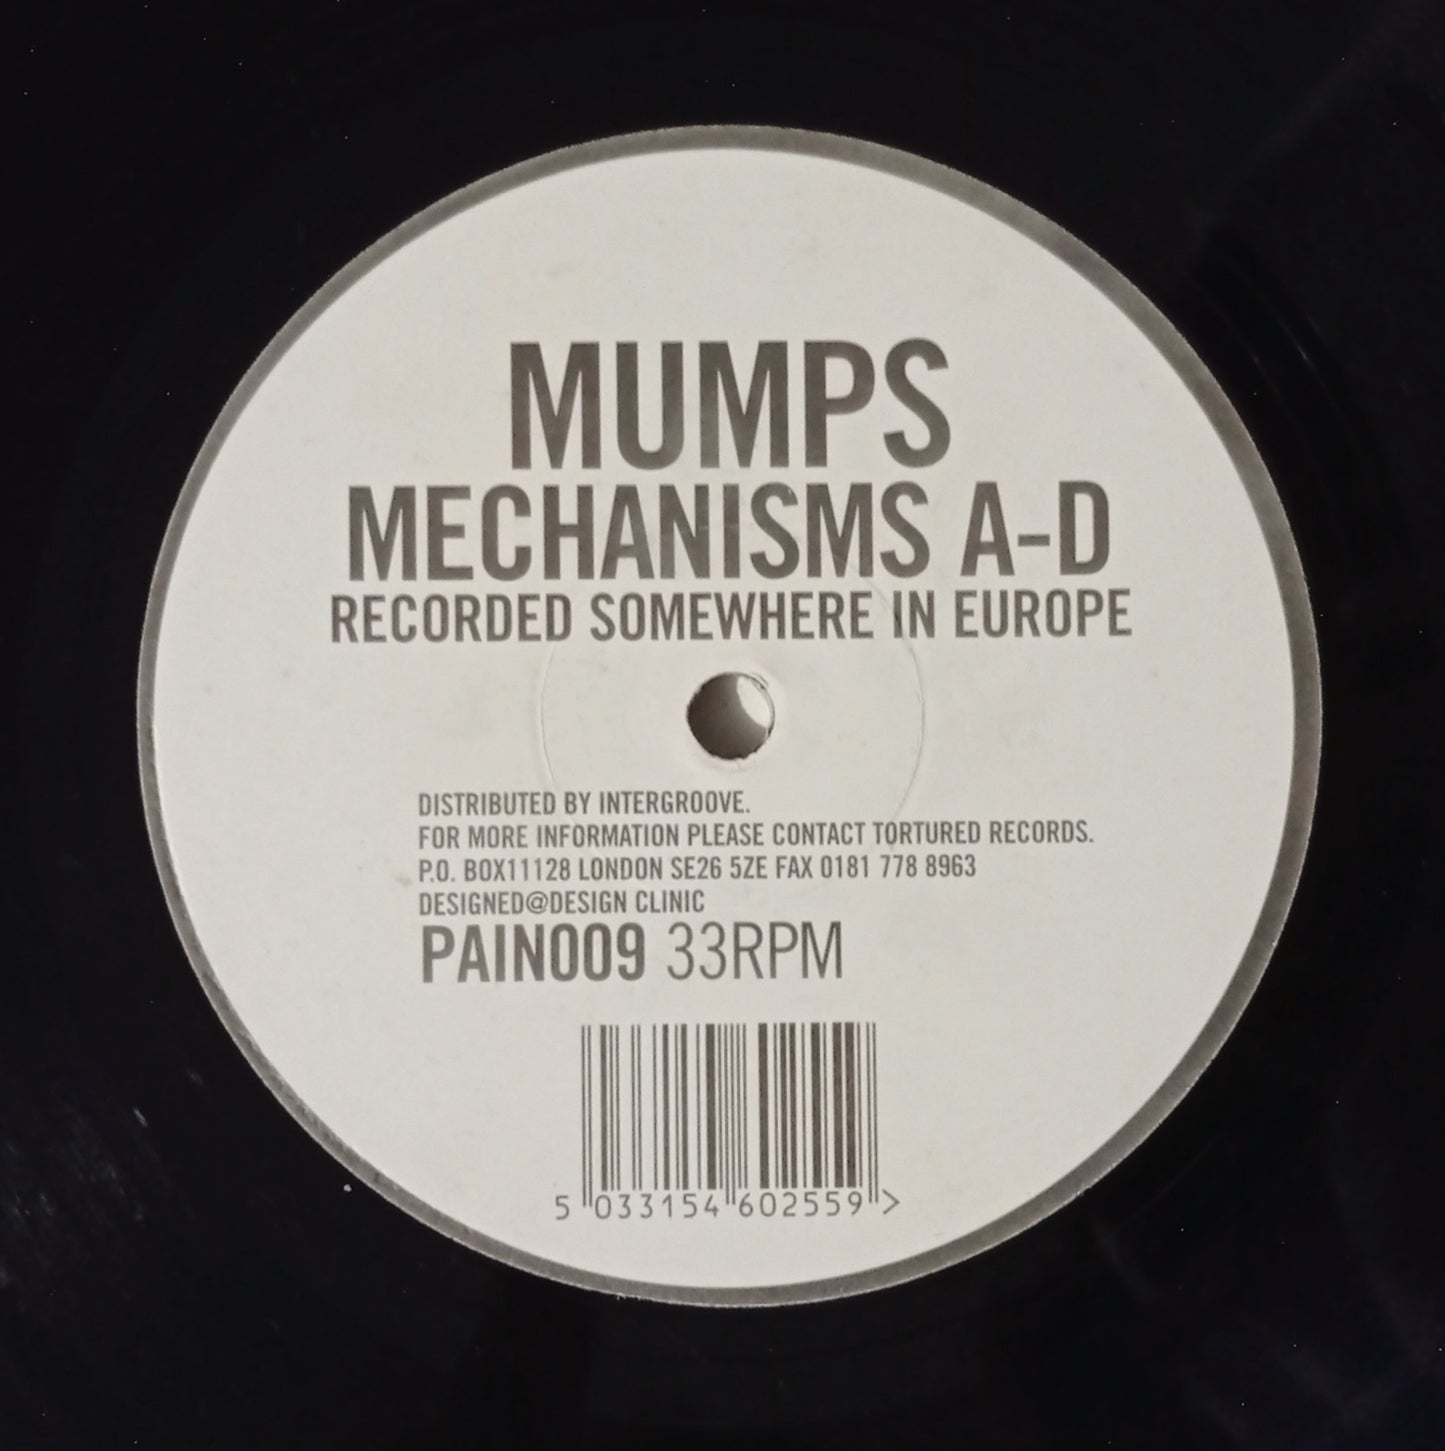 MUMPS
MECHANISMS A-D
RECORDED SOMEWHERE IN EUROPE
DISTRIBUTED BY INTERGROOVE.
FOR MORE INFORMATION PLEASE CONTACT TORTURED RECORDS.
P.O. BOX11128 LONDON SE26 5ZE FAX 0181 778 8963
DESIGNED@DESIGN CLINIC
PAIN009 33RPM
5 033154 602559 >